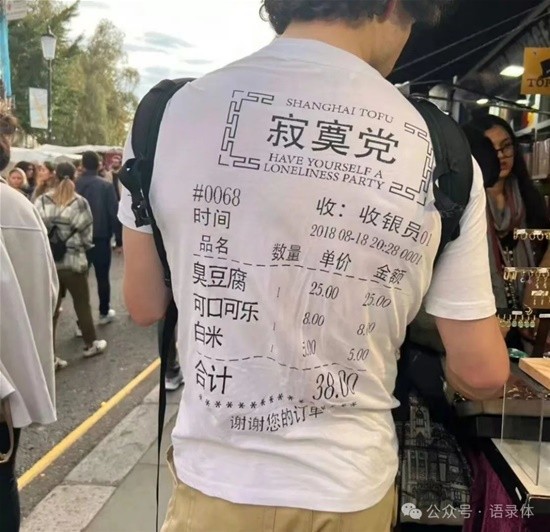 SHANGHAI TOFU
寂寞党
HAVE YOURSELF A
LONELINESS PARTY
#0068 收：收银员01
时间 2018 08-18 20:28 0001
品名 数量 单价 金额
臭豆腐 1 25.00 25.00
可口可乐 1 8.00 8.00
白米 1 5.00 5.00
合计 38.00
谢谢您的订单
公众号·语录体